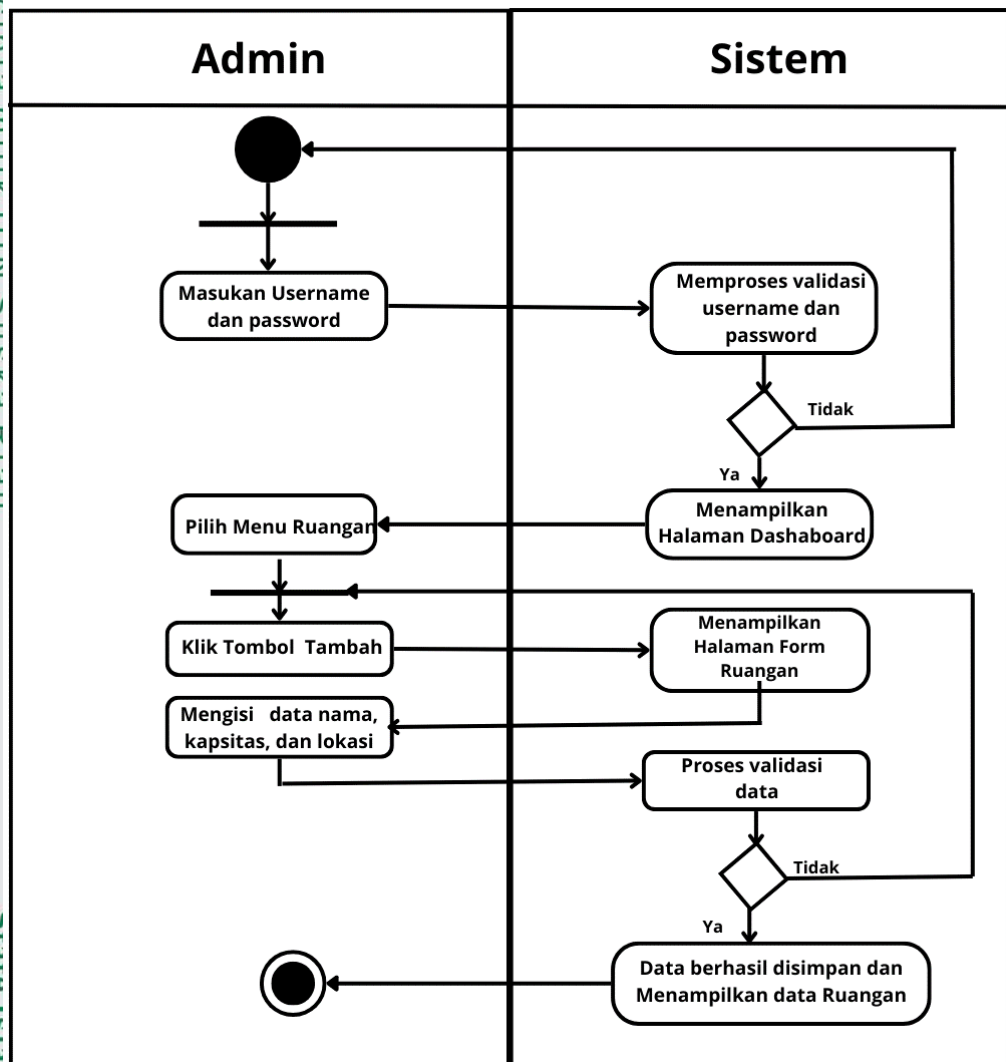 Admin
Sistem
Masukan Username
dan password
Memproses validasi
username dan
password
Tidak
Ya
Menampilkan
Halaman Dashaboard
Pilih Menu Ruangan
Klik Tombol Tambah
Menampilkan
Halaman Form
Ruangan
Mengisi data nama,
kapsitas, dan lokasi
Proses validasi
data
Tidak
Ya
Data berhasil disimpan dan
Menampilkan data Ruangan